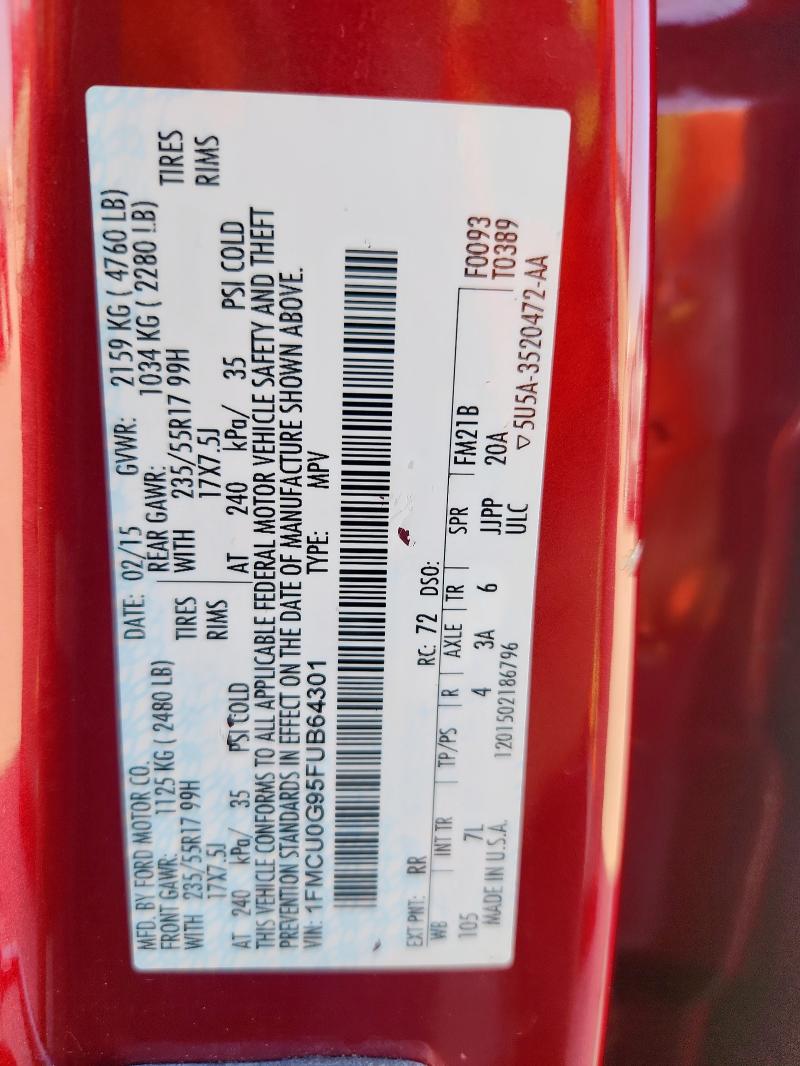 MFD. BY FORD MOTOR CO. DATE: 02/15 GVWR: 2159 KG ( 4760 LB)
FRONT GAWR: 1125 KG ( 2480 LB) REAR GAWR: 1034 KG ( 2280 LB)
WITH 235/55R17 99H TIRES WITH 235/55R17 99H TIRES
17X7.5J RIMS 17X7.5J RIMS
AT 240 kPa/ 35 PSI COLD AT 240 kPa/ 35 PSI COLD
THIS VEHICLE CONFORMS TO ALL APPLICABLE FEDERAL MOTOR VEHICLE SAFETY AND THEFT
PREVENTION STANDARDS IN EFFECT ON THE DATE OF MANUFACTURE SHOWN ABOVE.
VIN: 1FMCU0G95FUB64301 TYPE: MPV
EXT PNT: RR RC: 72 DSO: F0093
WB INT TR TP/PS R AXLE TR SPR FM21B T0389
105 7L 4 3A 6 JJPP 20A
ULC
MADE IN U.S.A. 1201502186796 ▽5U5A-3520472-AA